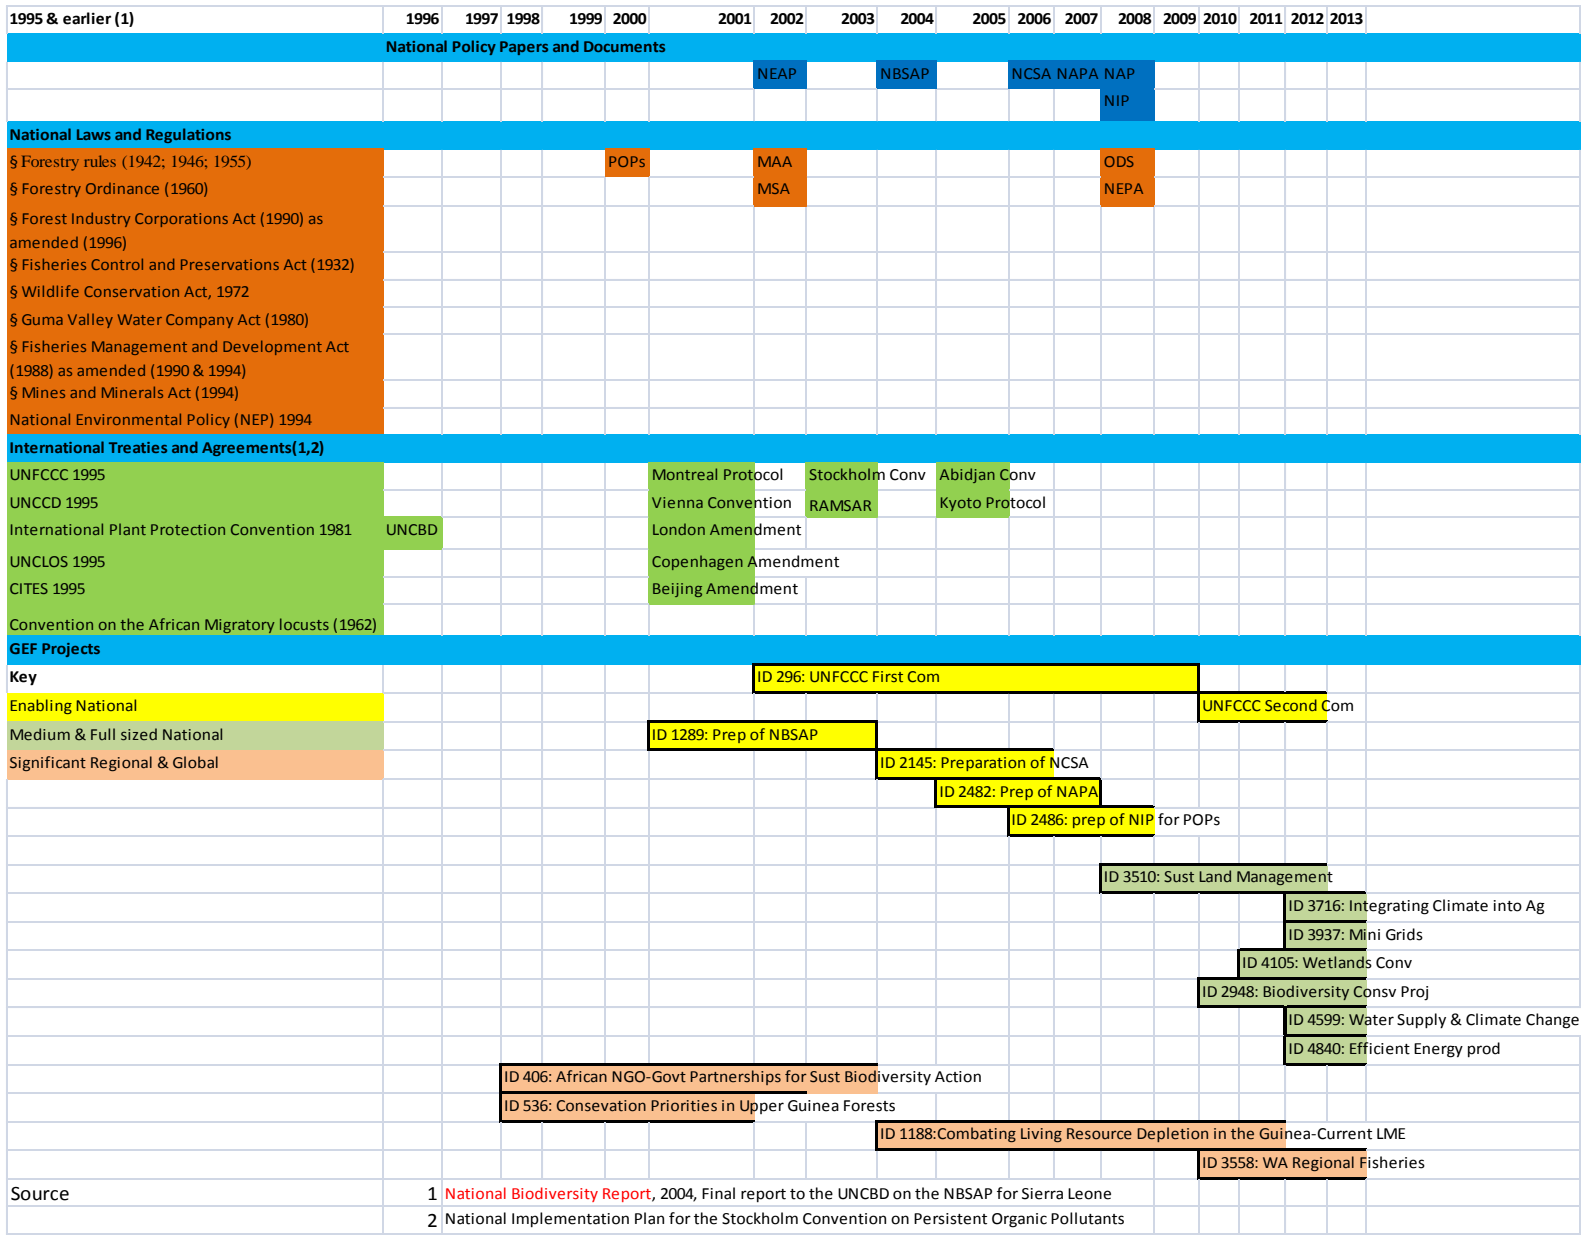 1995 & earlier (1) 1996 1997 1998 1999 2000 2001 2002 2003 2004 2005 2006 2007 2008 2009 2010 2011 2012 2013
National Policy Papers and Documents
NEAP NBSAP NCSA NAPA NAP
NIP
National Laws and Regulations
§ Forestry rules (1942; 1946; 1955) POPs MAA ODS
§ Forestry Ordinance (1960) MSA NEPA
§ Forest Industry Corporations Act (1990) as
amended (1996)
§ Fisheries Control and Preservations Act (1932)
§ Wildlife Conservation Act, 1972
§ Guma Valley Water Company Act (1980)
§ Fisheries Management and Development Act
(1988) as amended (1990 & 1994)
§ Mines and Minerals Act (1994)
National Environmental Policy (NEP) 1994
International Treaties and Agreements(1,2)
UNFCCC 1995 Montreal Protocol Stockholm Conv Abidjan Conv
UNCCD 1995 Vienna Convention RAMSAR Kyoto Protocol
International Plant Protection Convention 1981 UNCBD London Amendment
UNCLOS 1995 Copenhagen Amendment
CITES 1995 Beijing Amendment
Convention on the African Migratory locusts (1962)
GEF Projects
Key ID 296: UNFCCC First Com
Enabling National UNFCCC Second Com
Medium & Full sized National ID 1289: Prep of NBSAP
Significant Regional & Global ID 2145: Preparation of NCSA
ID 2482: Prep of NAPA
ID 2486: prep of NIP for POPs
ID 3510: Sust Land Management
ID 3716: Integrating Climate into Ag
ID 3937: Mini Grids
ID 4105: Wetlands Conv
ID 2948: Biodiversity Consv Proj
ID 4599: Water Supply & Climate Change
ID 4840: Efficient Energy prod
ID 406: African NGO-Govt Partnerships for Sust Biodiversity Action
ID 536: Consevation Priorities in Upper Guinea Forests
ID 1188:Combating Living Resource Depletion in the Guinea-Current LME
ID 3558: WA Regional Fisheries
Source 1 National Biodiversity Report, 2004, Final report to the UNCBD on the NBSAP for Sierra Leone
2 National Implementation Plan for the Stockholm Convention on Persistent Organic Pollutants